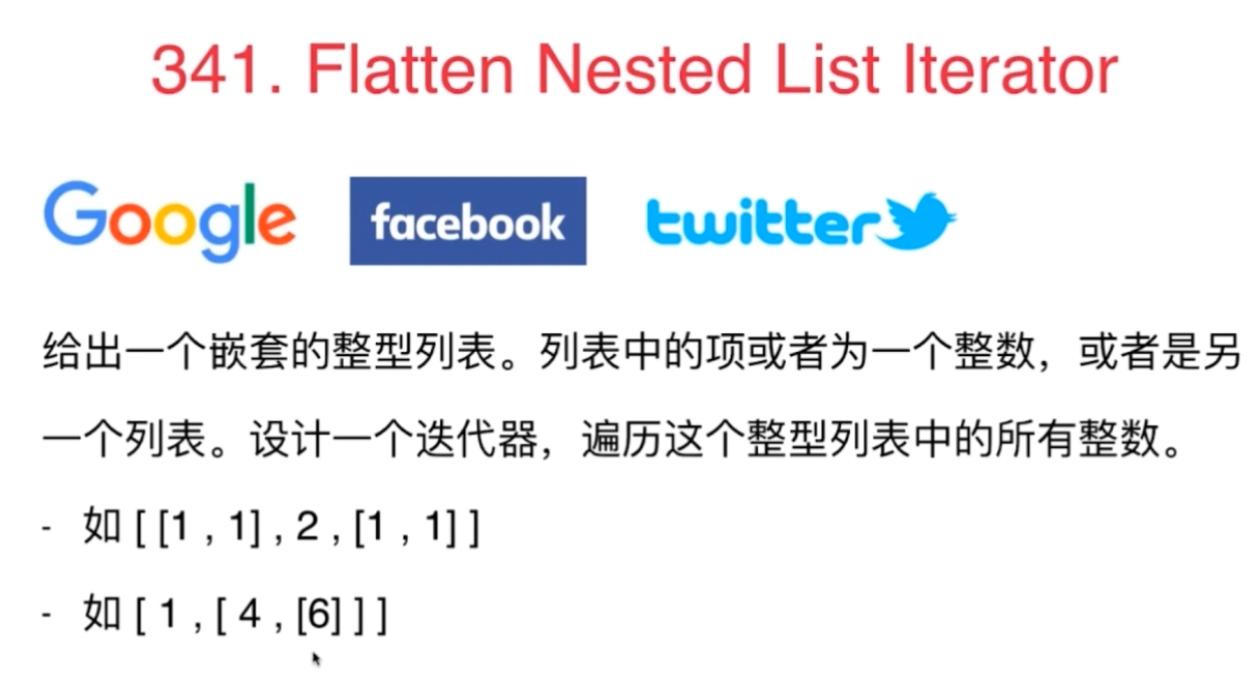 341. Flatten Nested List Iterator
Google facebook twitter
给出一个嵌套的整型列表。列表中的项或者为一个整数，或者是另
一个列表。设计一个迭代器，遍历这个整型列表中的所有整数。
- 如 [ [1 , 1] , 2 , [1 , 1] ]
- 如 [ 1 , [ 4 , [6] ] ]